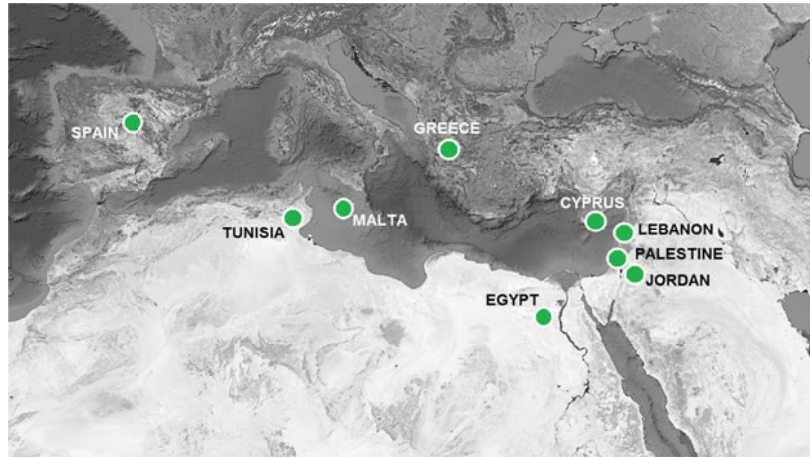 SPAIN
GREECE
CYPRUS
TUNISIA
MALTA
LEBANON
PALESTINE
JORDAN
EGYPT